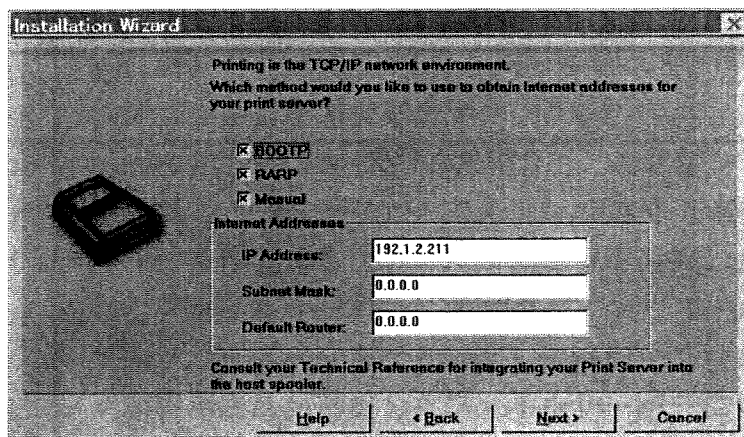 Installation Wizard
Printing in the TCP/IP network environment.
Which method would you like to use to obtain Internet addresses for
your print server?
BOOTP
RARP
Manual
Internet Addresses
IP Address:
192.1.2.211
Subnet Mask:
0.0.0.0
Default Router:
0.0.0.0
Consult your Technical Reference for integrating your Print Server into
the host spooler.
Help
< Back
Next >
Cancel